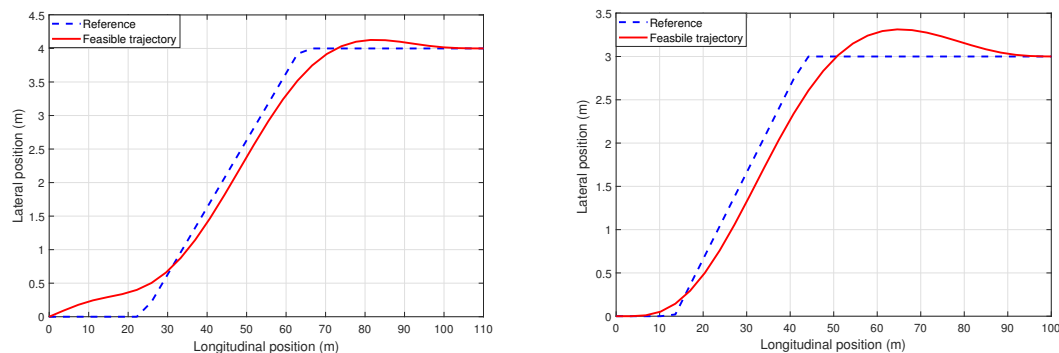 4.5
4
3.5
3
2.5
2
1.5
1
0.5
0
Lateral position (m)
Reference
Feasible trajectory
0 10 20 30 40 50 60 70 80 90 100 110
Longitudinal position (m)
3.5
3
2.5
2
1.5
1
0.5
0
Lateral position (m)
Reference
Feasbile trajectory
0 10 20 30 40 50 60 70 80 90 100
Longitudinal position (m)